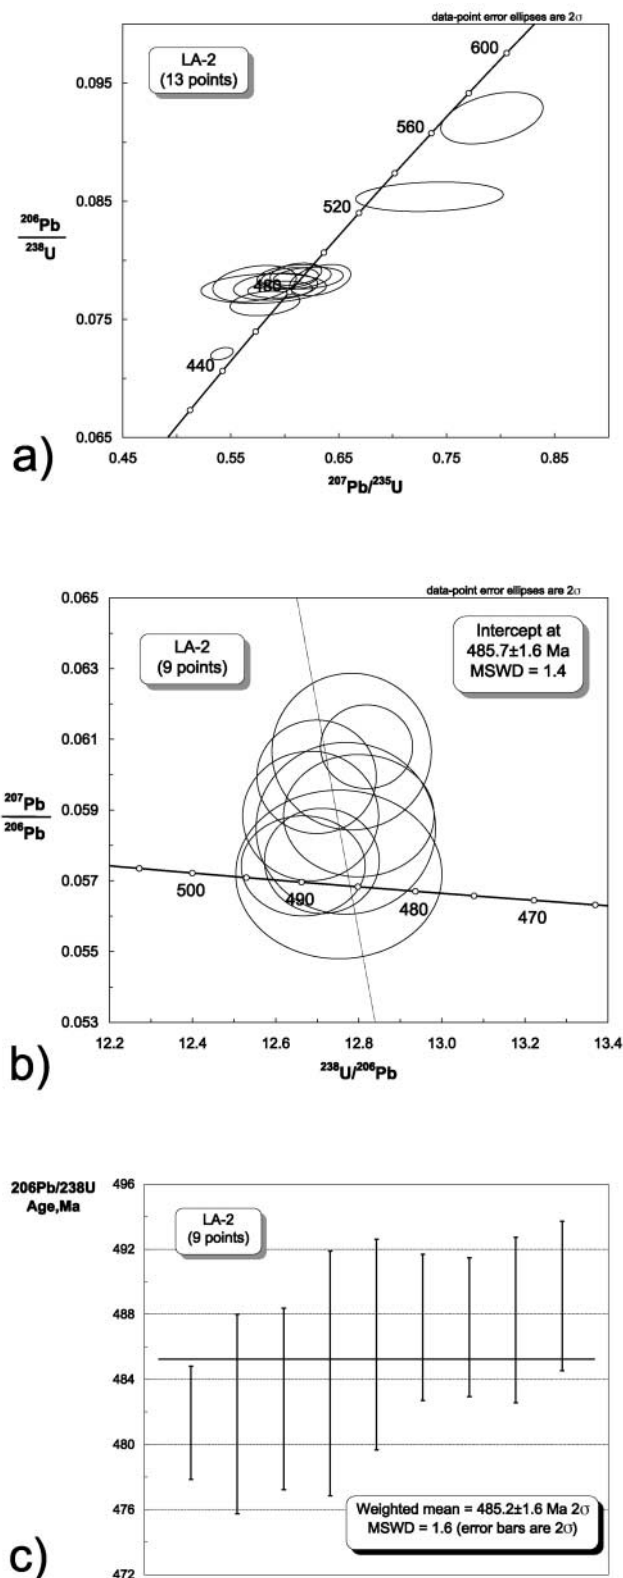 data-point error ellipses are 2σ
LA-2
(13 points)
600
560
520
480
440
0.095
0.085
0.075
0.065
206Pb
238U
0.45
0.55
0.65
0.75
0.85
207Pb/235U
a)
data-point error ellipses are 2σ
LA-2
(9 points)
Intercept at
485.7±1.6 Ma
MSWD = 1.4
0.065
0.063
0.061
0.059
0.057
0.055
0.053
207Pb
206Pb
500
490
480
470
12.2
12.4
12.6
12.8
13.0
13.2
13.4
238U/206Pb
b)
206Pb/238U
Age,Ma
LA-2
(9 points)
496
492
488
484
480
476
472
Weighted mean = 485.2±1.6 Ma 2σ
MSWD = 1.6 (error bars are 2σ)
c)